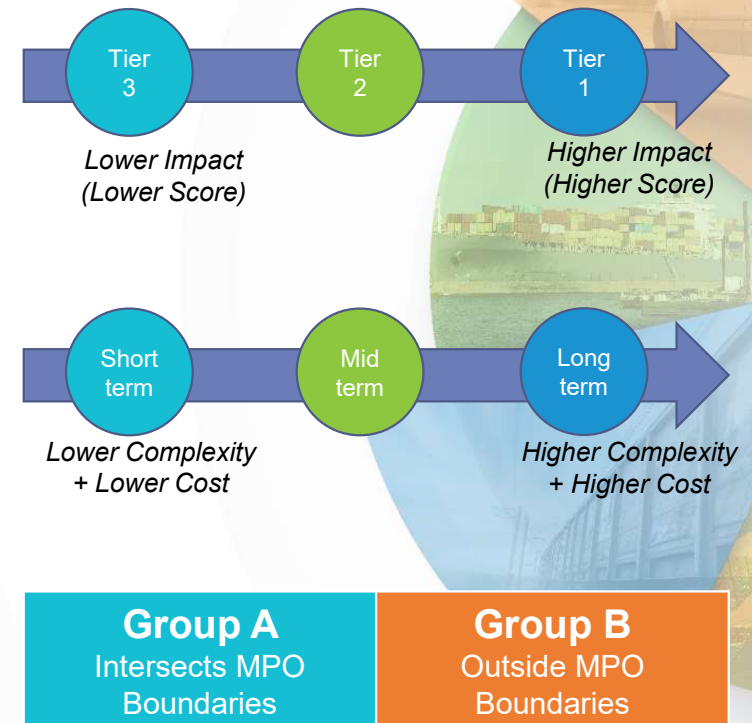 Tier
3
Tier
2
Tier
1
Lower Impact
(Lower Score)
Higher Impact
(Higher Score)
Short
term
Mid
term
Long
term
Lower Complexity
+ Lower Cost
Higher Complexity
+ Higher Cost
Group A
Intersects MPO
Boundaries
Group B
Outside MPO
Boundaries